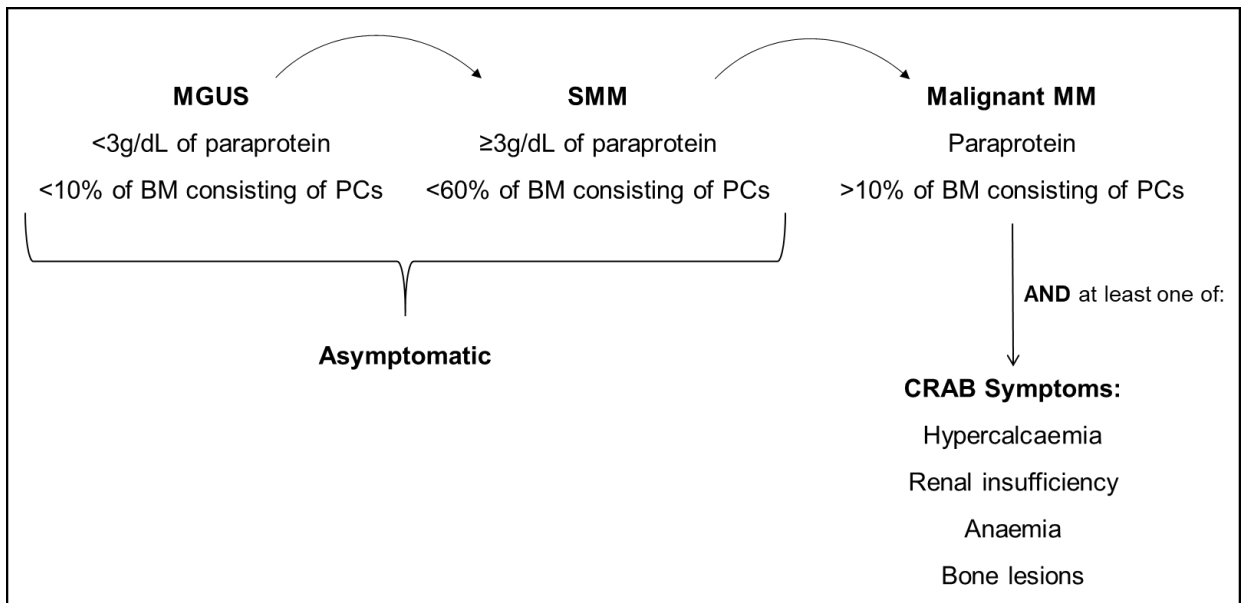 MGUS
<3g/dL of paraprotein
<10% of BM consisting of PCs
SMM
≥3g/dL of paraprotein
<60% of BM consisting of PCs
Malignant MM
Paraprotein
>10% of BM consisting of PCs
Asymptomatic
AND at least one of:
CRAB Symptoms:
Hypercalcaemia
Renal insufficiency
Anaemia
Bone lesions